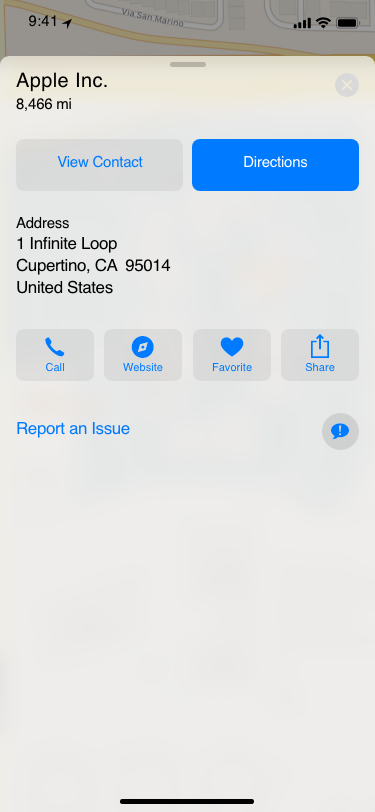 Via San Marino
9:41
Apple Inc.
8,466 mi
View Contact
Directions
Address
1 Infinite Loop
Cupertino, CA 95014
United States
Call
Website
Favorite
Share
Report an Issue